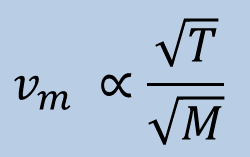 v_m ∝ √T / √M